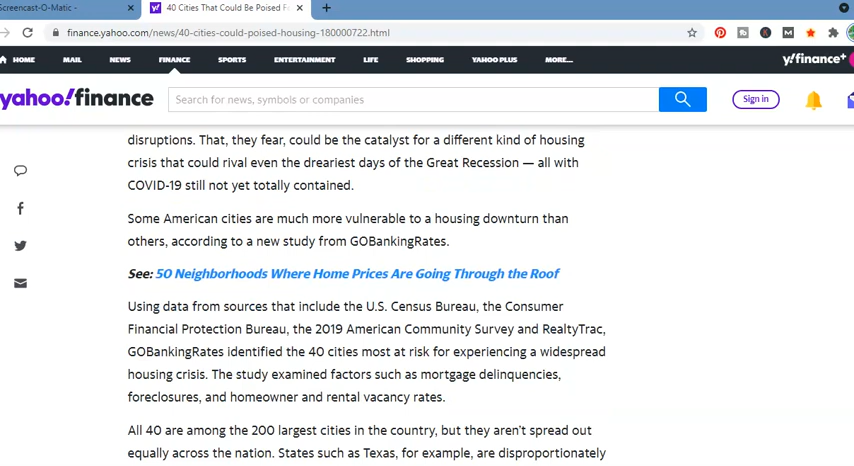 Screencast-O-Matic -
40 Cities That Could Be Poised Fo
finance.yahoo.com/news/40-cities-could-poised-housing-180000722.html
HOME MAIL NEWS FINANCE SPORTS ENTERTAINMENT LIFE SHOPPING YAHOO PLUS MORE... y!finance+
yahoo!finance Search for news, symbols or companies Sign in
disruptions. That, they fear, could be the catalyst for a different kind of housing
crisis that could rival even the dreariest days of the Great Recession — all with
COVID-19 still not yet totally contained.
Some American cities are much more vulnerable to a housing downturn than
others, according to a new study from GOBankingRates.
See: 50 Neighborhoods Where Home Prices Are Going Through the Roof
Using data from sources that include the U.S. Census Bureau, the Consumer
Financial Protection Bureau, the 2019 American Community Survey and RealtyTrac,
GOBankingRates identified the 40 cities most at risk for experiencing a widespread
housing crisis. The study examined factors such as mortgage delinquencies,
foreclosures, and homeowner and rental vacancy rates.
All 40 are among the 200 largest cities in the country, but they aren't spread out
equally across the nation. States such as Texas, for example, are disproportionately